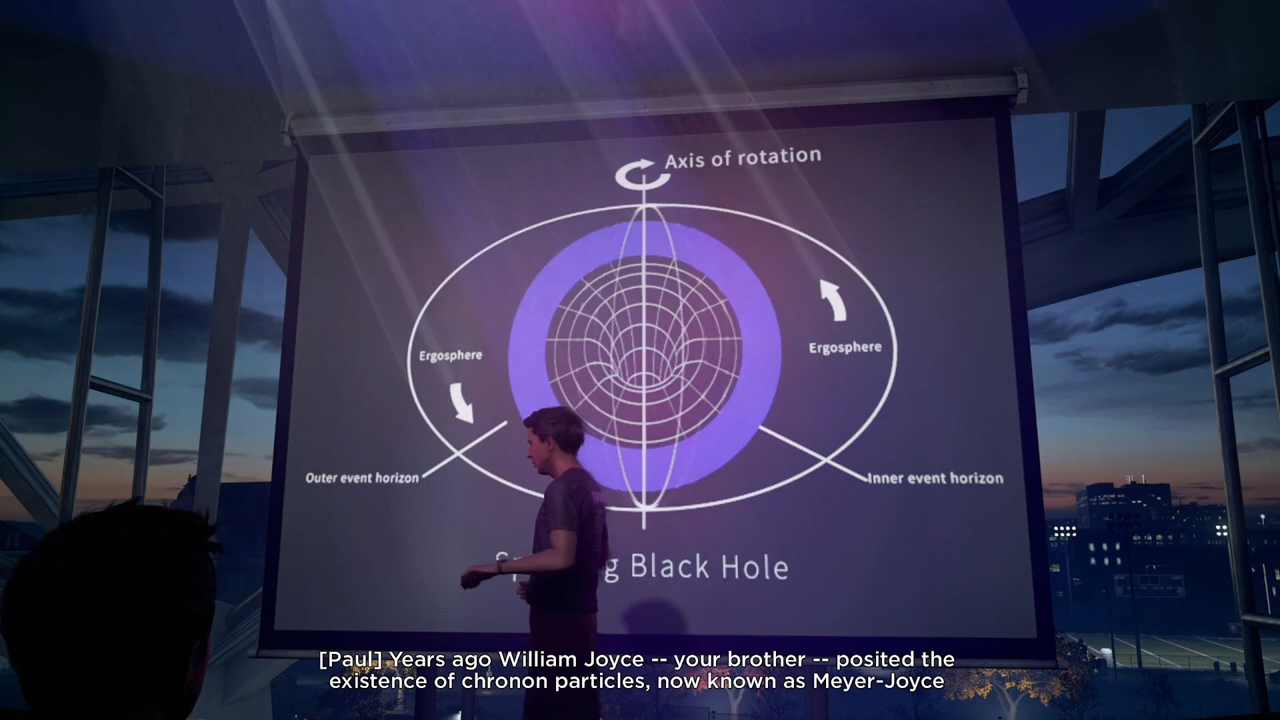 Axis of rotation
Ergosphere
Ergosphere
Outer event horizon
Inner event horizon
g Black Hole
[Paul] Years ago William Joyce -- your brother -- posited the
existence of chronon particles, now known as Meyer-Joyce